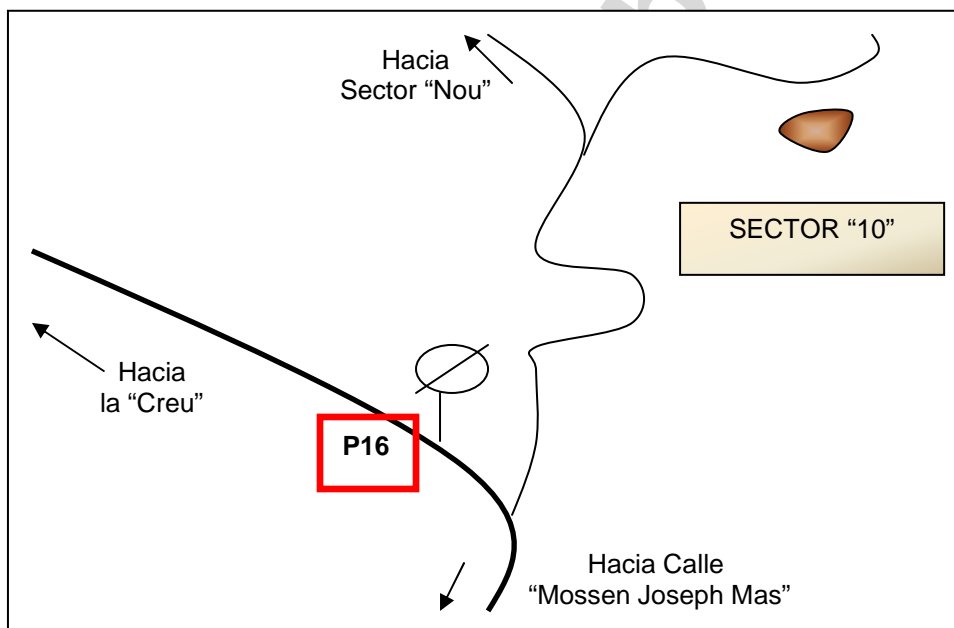 Hacia
Sector “Nou”
SECTOR “10”
Hacia
la “Creu”
P16
Hacia Calle
“Mossen Joseph Mas”